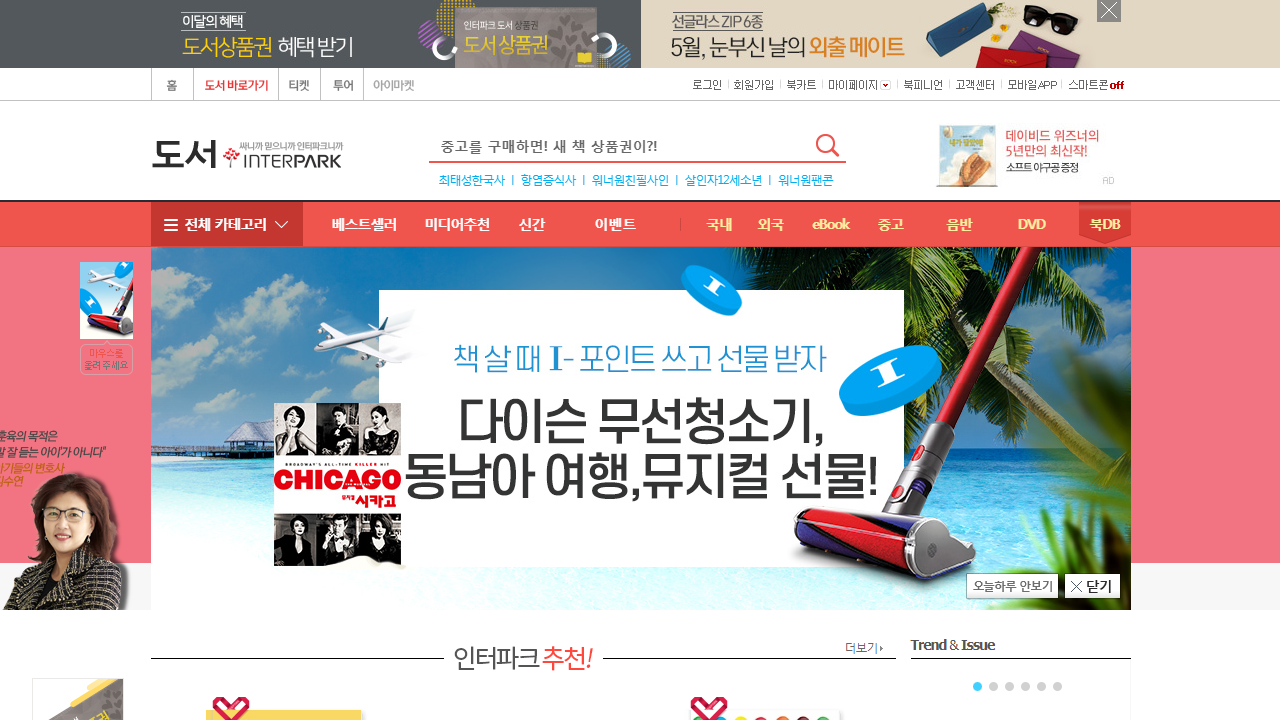 이달의 혜택
도서상품권 혜택 받기
인터파크 도서 상품권
도서상품권
선글라스 ZIP 6종
5월, 눈부신 날의 외출 메이트
홈
도서 바로가기
티켓
투어
아이마켓
로그인
회원가입
북카트
마이페이지
북피니언
고객센터
모바일APP
스마트콘off
도서
싸니까 믿으니까 인터파크니까
INTERPARK
중고를 구매하면! 새 책 상품권이?!
최태성한국사 | 항염증식사 | 워너원친필사인 | 살인자12세소년 | 워너원팬콘
데이비드 위즈너의
5년만의 최신작!
소프트 야구공 증정
AD
전체 카테고리
베스트셀러
미디어추천
신간
이벤트
국내
외국
eBook
중고
음반
DVD
북DB
마우스를
올려 주세요
훈육의 목적은
말 잘 듣는 아이'가 아니다"
아기들의 변호사
김수연
책 살 때 I- 포인트 쓰고 선물 받자
다이슨 무선청소기,
동남아 여행,뮤지컬 선물!
BROADWAY'S ALL-TIME KILLER HIT
CHICAGO
뮤지컬 시카고
오늘하루 안보기
닫기
인터파크 추천!
더보기
Trend & Issue